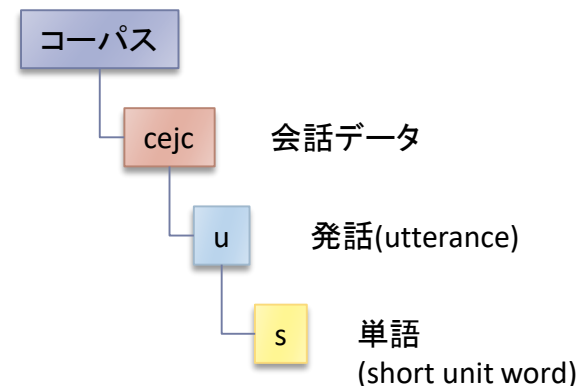 コーパス
cejc 会話データ
u 発話(utterance)
s 単語
(short unit word)